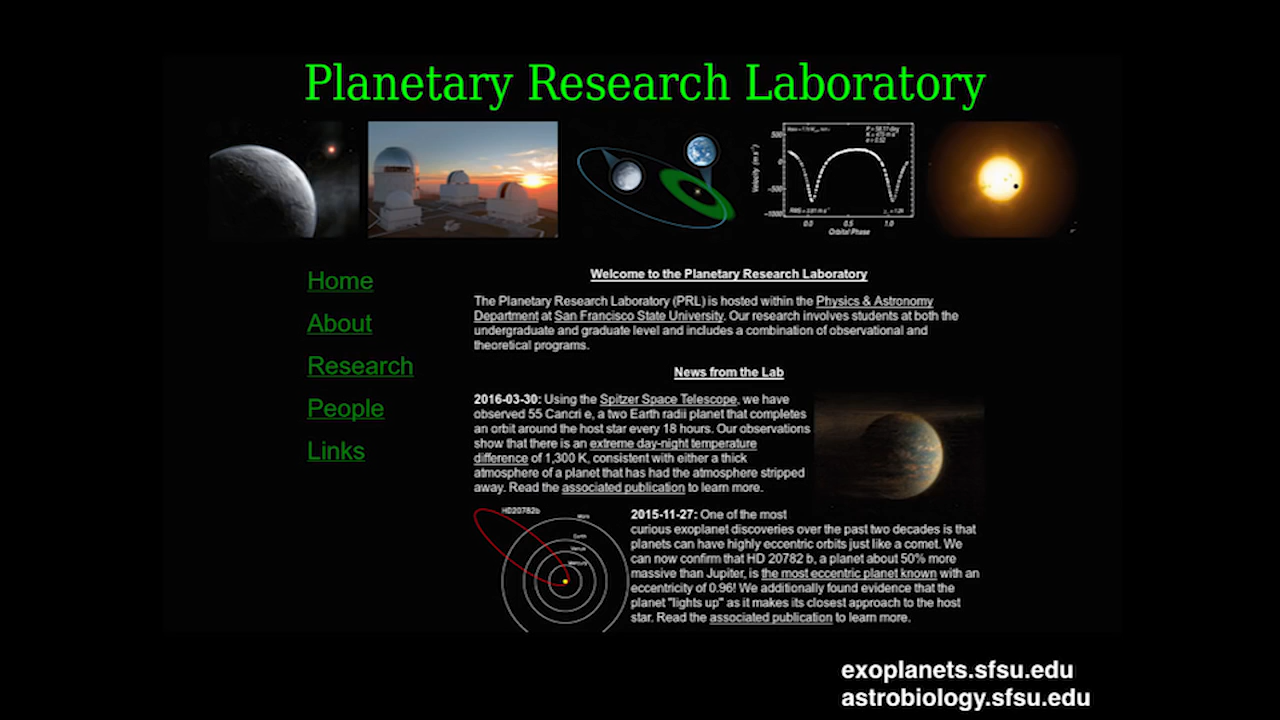 Planetary Research Laboratory
500
0
-500
-1000
Velocity (m s⁻¹)
0.0 0.5 1.0
Orbital Phase
Home
About
Research
People
Links
Welcome to the Planetary Research Laboratory
The Planetary Research Laboratory (PRL) is hosted within the Physics & Astronomy
Department at San Francisco State University. Our research involves students at both the
undergraduate and graduate level and includes a combination of observational and
theoretical programs.
News from the Lab
2016-03-30: Using the Spitzer Space Telescope, we have
observed 55 Cancri e, a two Earth radii planet that completes
an orbit around the host star every 18 hours. Our observations
show that there is an extreme day-night temperature
difference of 1,300 K, consistent with either a thick
atmosphere of a planet that has had the atmosphere stripped
away. Read the associated publication to learn more.
HD20782b
Mars
Earth
Venus
Mercury
2015-11-27: One of the most
curious exoplanet discoveries over the past two decades is that
planets can have highly eccentric orbits just like a comet. We
can now confirm that HD 20782 b, a planet about 50% more
massive than Jupiter, is the most eccentric planet known with an
eccentricity of 0.96! We additionally found evidence that the
planet "lights up" as it makes its closest approach to the host
star. Read the associated publication to learn more.
exoplanets.sfsu.edu
astrobiology.sfsu.edu